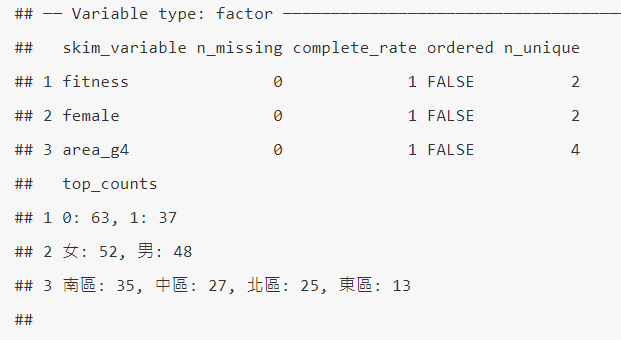 ## ── Variable type: factor ────────────────────────────────────
##   skim_variable n_missing complete_rate ordered n_unique
## 1 fitness               0             1 FALSE          2
## 2 female                0             1 FALSE          2
## 3 area_g4               0             1 FALSE          4
##   top_counts
## 1 0: 63, 1: 37
## 2 女: 52, 男: 48
## 3 南區: 35, 中區: 27, 北區: 25, 東區: 13
##